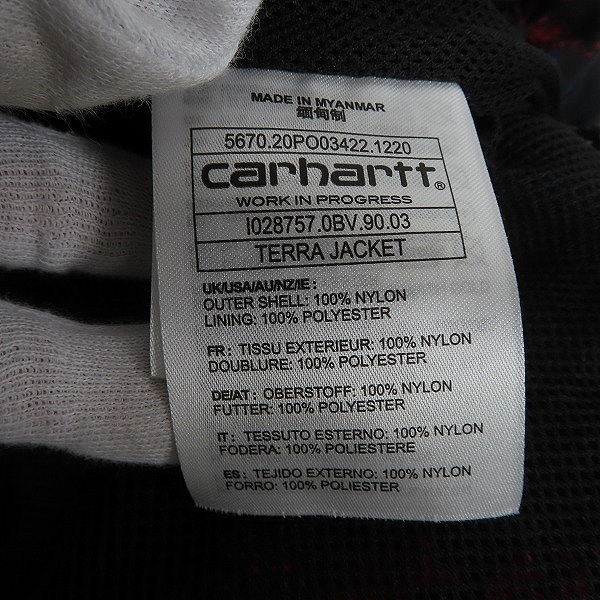 MADE IN MYANMAR
缅甸制
5670.20PO03422.1220
carhartt®
WORK IN PROGRESS
I028757.0BV.90.03
TERRA JACKET
UK/USA/AU/NZ/IE :
OUTER SHELL: 100% NYLON
LINING: 100% POLYESTER
FR : TISSU EXTERIEUR: 100% NYLON
DOUBLURE: 100% POLYESTER
DE/AT : OBERSTOFF: 100% NYLON
FUTTER: 100% POLYESTER
IT : TESSUTO ESTERNO: 100% NYLON
FODERA: 100% POLIESTERE
ES : TEJIDO EXTERNO: 100% NYLON
FORRO: 100% POLIESTER